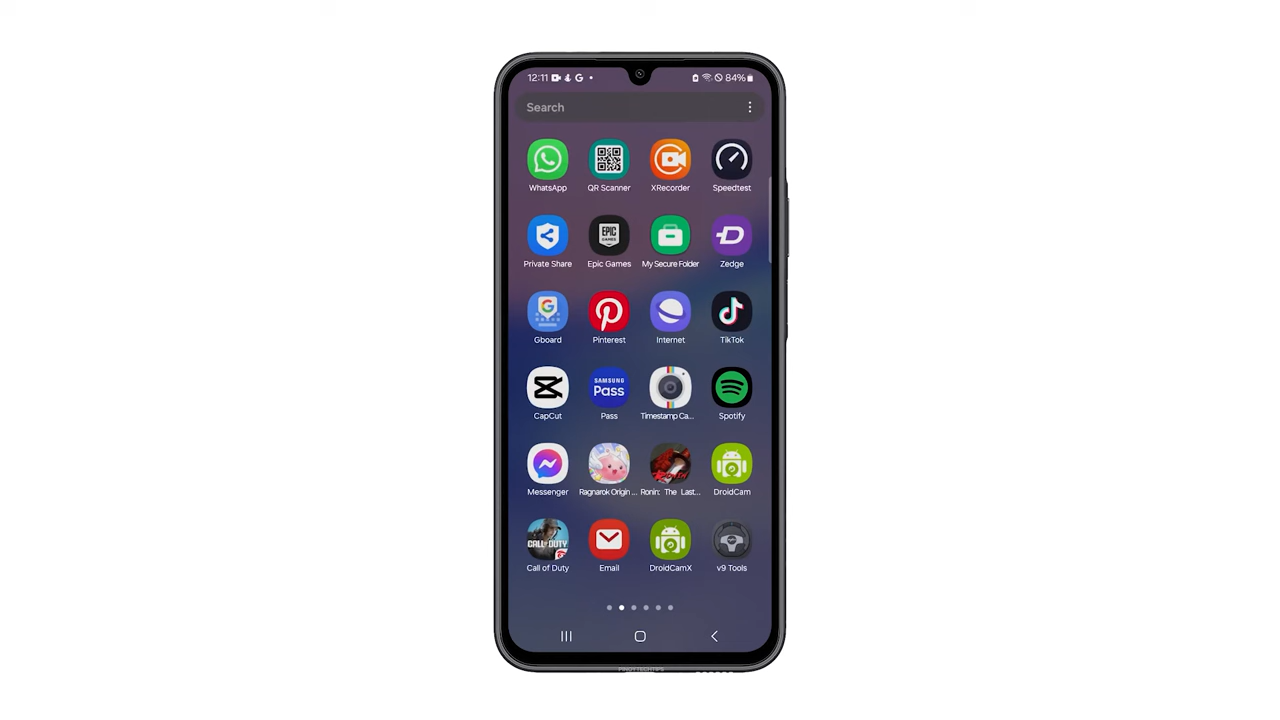 12:11 G 84%
Search
WhatsApp QR Scanner XRecorder Speedtest
EPIC
GAMES
Private Share Epic Games My Secure Folder Zedge
G
Gboard Pinterest Internet TikTok
SAMSUNG
Pass
CapCut Pass Timestamp Ca... Spotify
Messenger Ragnarok Origin ... Ronin: The Last... DroidCam
CALL OF DUTY
Call of Duty Email DroidCamX v9 Tools